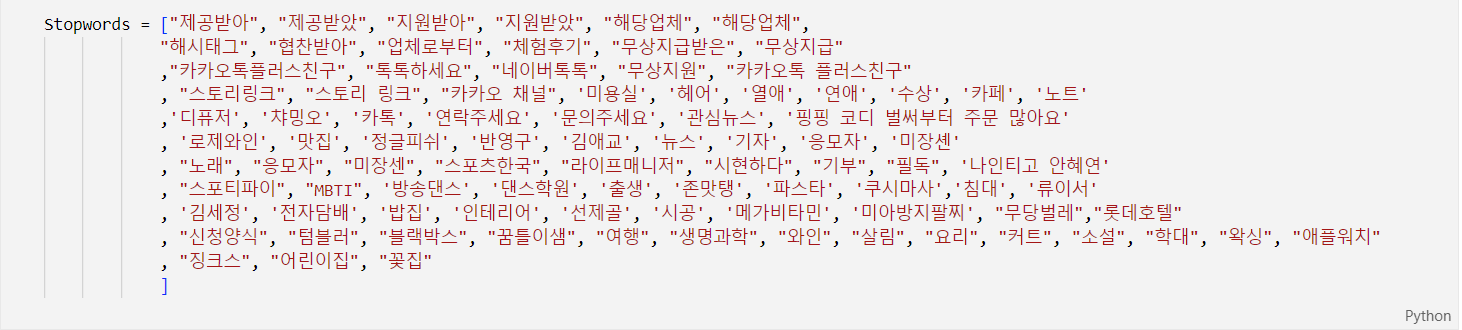 Stopwords = ["제공받아", "제공받았", "지원받아", "지원받았", "해당업체", "해당업체",
"해시태그", "협찬받아", "업체로부터", "체험후기", "무상지급받은", "무상지급"
,"카카오톡플러스친구", "톡톡하세요", "네이버톡톡", "무상지원", "카카오톡 플러스친구"
, "스토리링크", "스토리 링크", "카카오 채널", '미용실', '헤어', '열애', '연애', '수상', '카페', '노트'
,'디퓨저', '챠밍오', '카톡', '연락주세요', '문의주세요', '관심뉴스', '핑핑 코디 벌써부터 주문 많아요'
, '로제와인', '맛집', '정글피쉬', '반영구', '김애교', '뉴스', '기자', '응모자', '미장셴'
, "노래", "응모자", "미장센", "스포츠한국", "라이프매니저", "시현하다", "기부", "필독", '나인티고 안혜연'
, "스포티파이", "MBTI", '방송댄스', '댄스학원', '출생', '존맛탱', '파스타', '쿠시마사','침대', '류이서'
, '김세정', '전자담배', '밥집', '인테리어', '선제골', '시공', '메가비타민', '미아방지팔찌', "무당벌레","롯데호텔"
, "신청양식", "텀블러", "블랙박스", "꿈틀이샘", "여행", "생명과학", "와인", "살림", "요리", "커트", "소설", "학대", "왁싱", "애플워치"
, "징크스", "어린이집", "꽃집"
]
Python